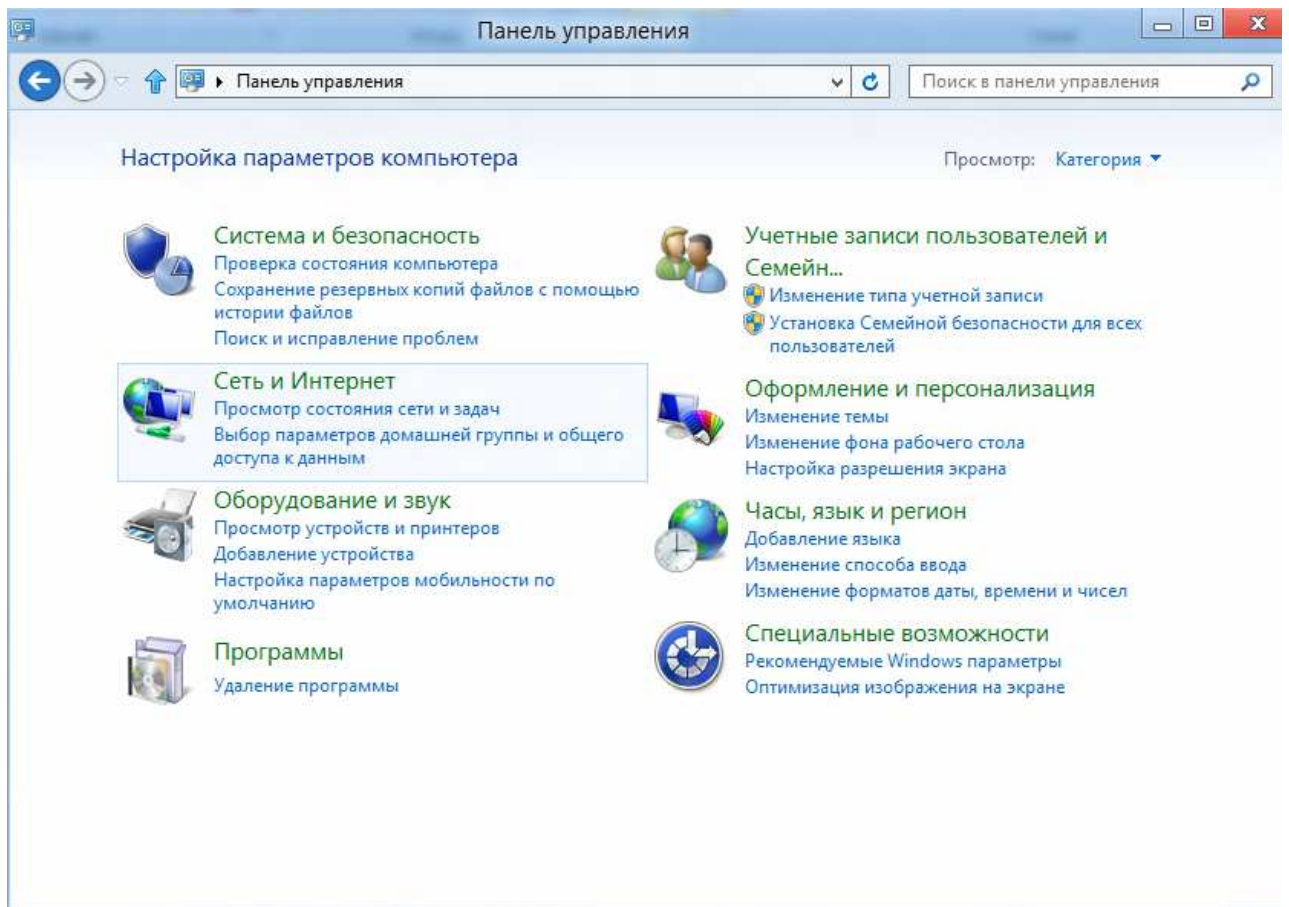 Панель управления
Панель управления
Поиск в панели управления
Настройка параметров компьютера
Просмотр: Категория
Система и безопасность
Проверка состояния компьютера
Сохранение резервных копий файлов с помощью
истории файлов
Поиск и исправление проблем
Сеть и Интернет
Просмотр состояния сети и задач
Выбор параметров домашней группы и общего
доступа к данным
Оборудование и звук
Просмотр устройств и принтеров
Добавление устройства
Настройка параметров мобильности по
умолчанию
Программы
Удаление программы
Учетные записи пользователей и
Семейн...
Изменение типа учетной записи
Установка Семейной безопасности для всех
пользователей
Оформление и персонализация
Изменение темы
Изменение фона рабочего стола
Настройка разрешения экрана
Часы, язык и регион
Добавление языка
Изменение способа ввода
Изменение форматов даты, времени и чисел
Специальные возможности
Рекомендуемые Windows параметры
Оптимизация изображения на экране